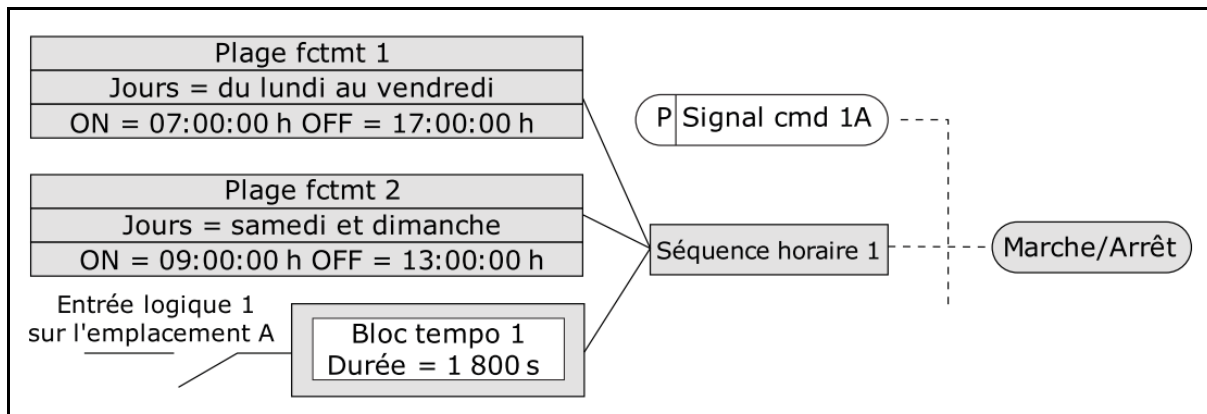 Plage fctmt 1
Jours = du lundi au vendredi
ON = 07:00:00 h OFF = 17:00:00 h
P Signal cmd 1A
Plage fctmt 2
Jours = samedi et dimanche
ON = 09:00:00 h OFF = 13:00:00 h
Séquence horaire 1
Marche/Arrêt
Entrée logique 1
sur l'emplacement A
Bloc tempo 1
Durée = 1 800 s